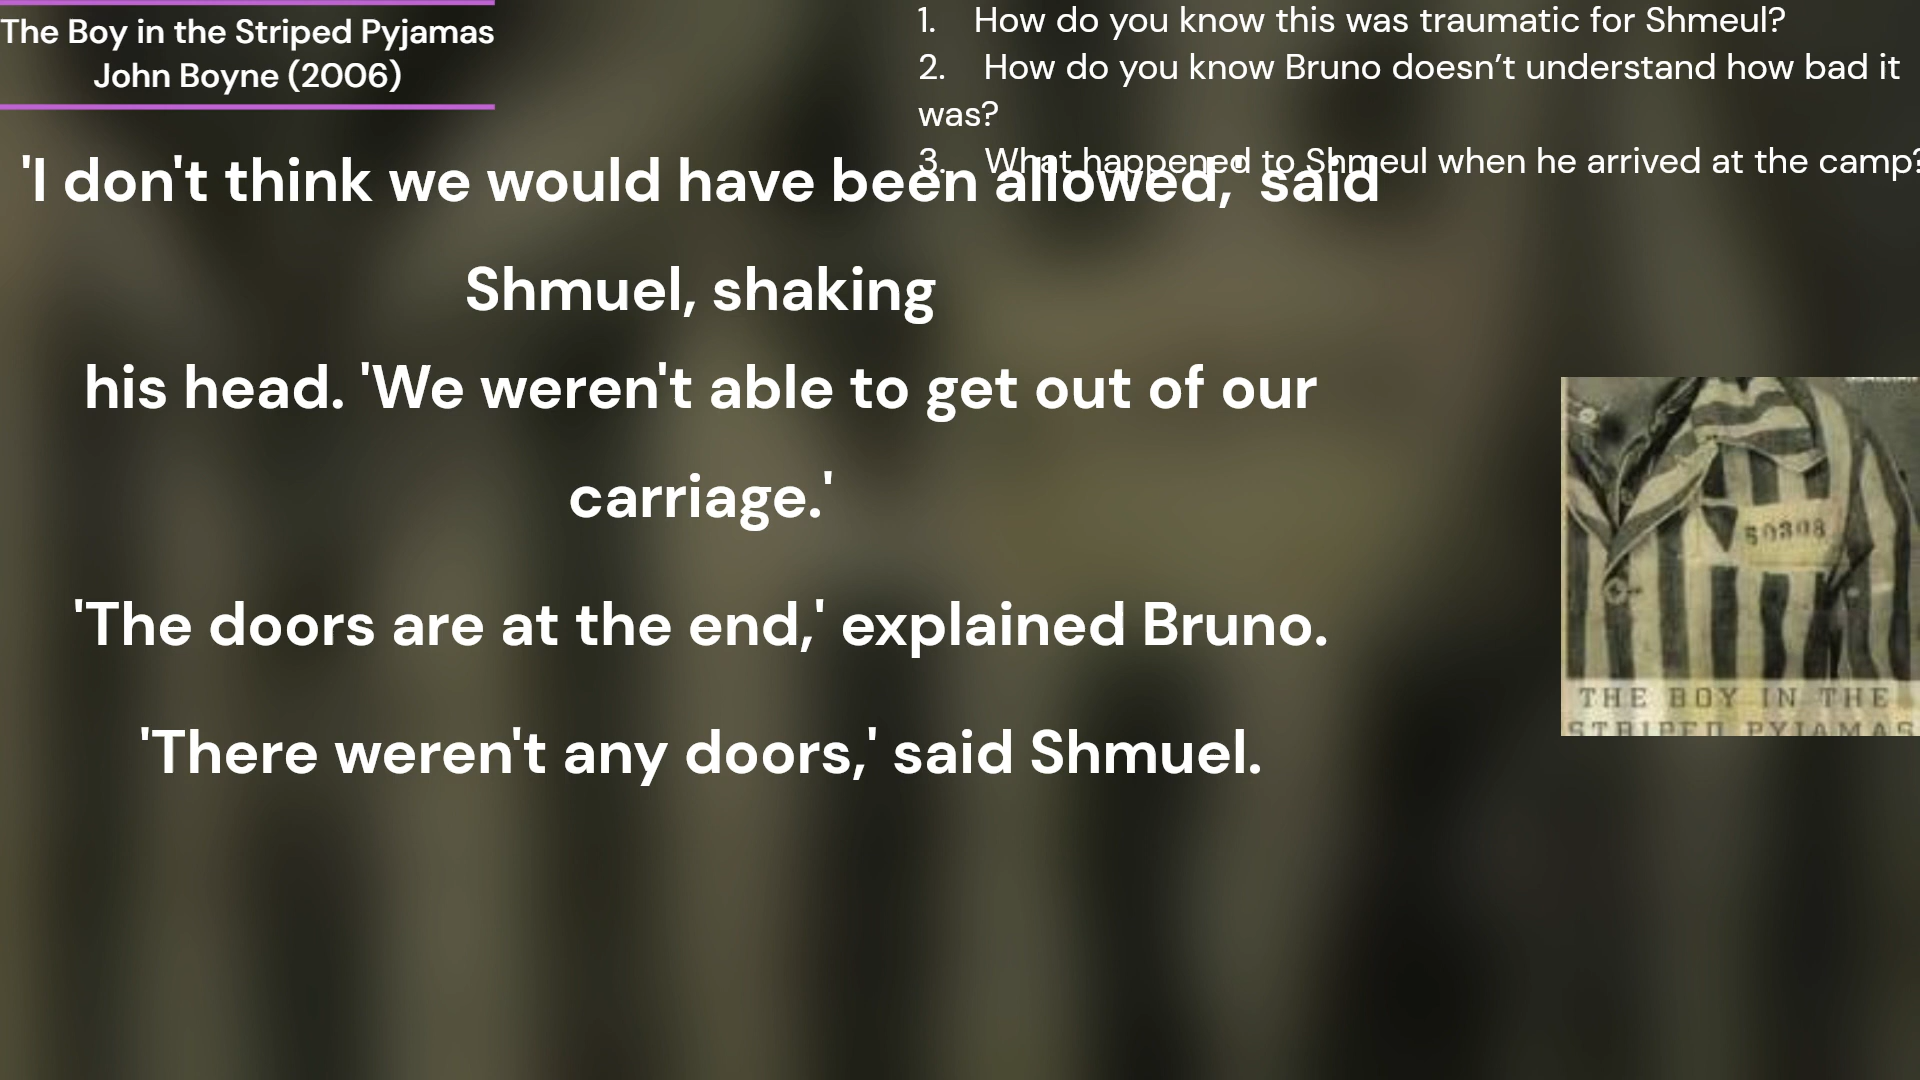 The Boy in the Striped Pyjamas
John Boyne (2006)
1. How do you know this was traumatic for Shmeul?
2. How do you know Bruno doesn’t understand how bad it
was?
3. What happened to Shmeul when he arrived at the camp?
'I don't think we would have been allowed,' said
Shmuel, shaking
his head. 'We weren't able to get out of our
carriage.'
'The doors are at the end,' explained Bruno.
'There weren't any doors,' said Shmuel.
50308
THE BOY IN THE
STRIPED PYJAMAS